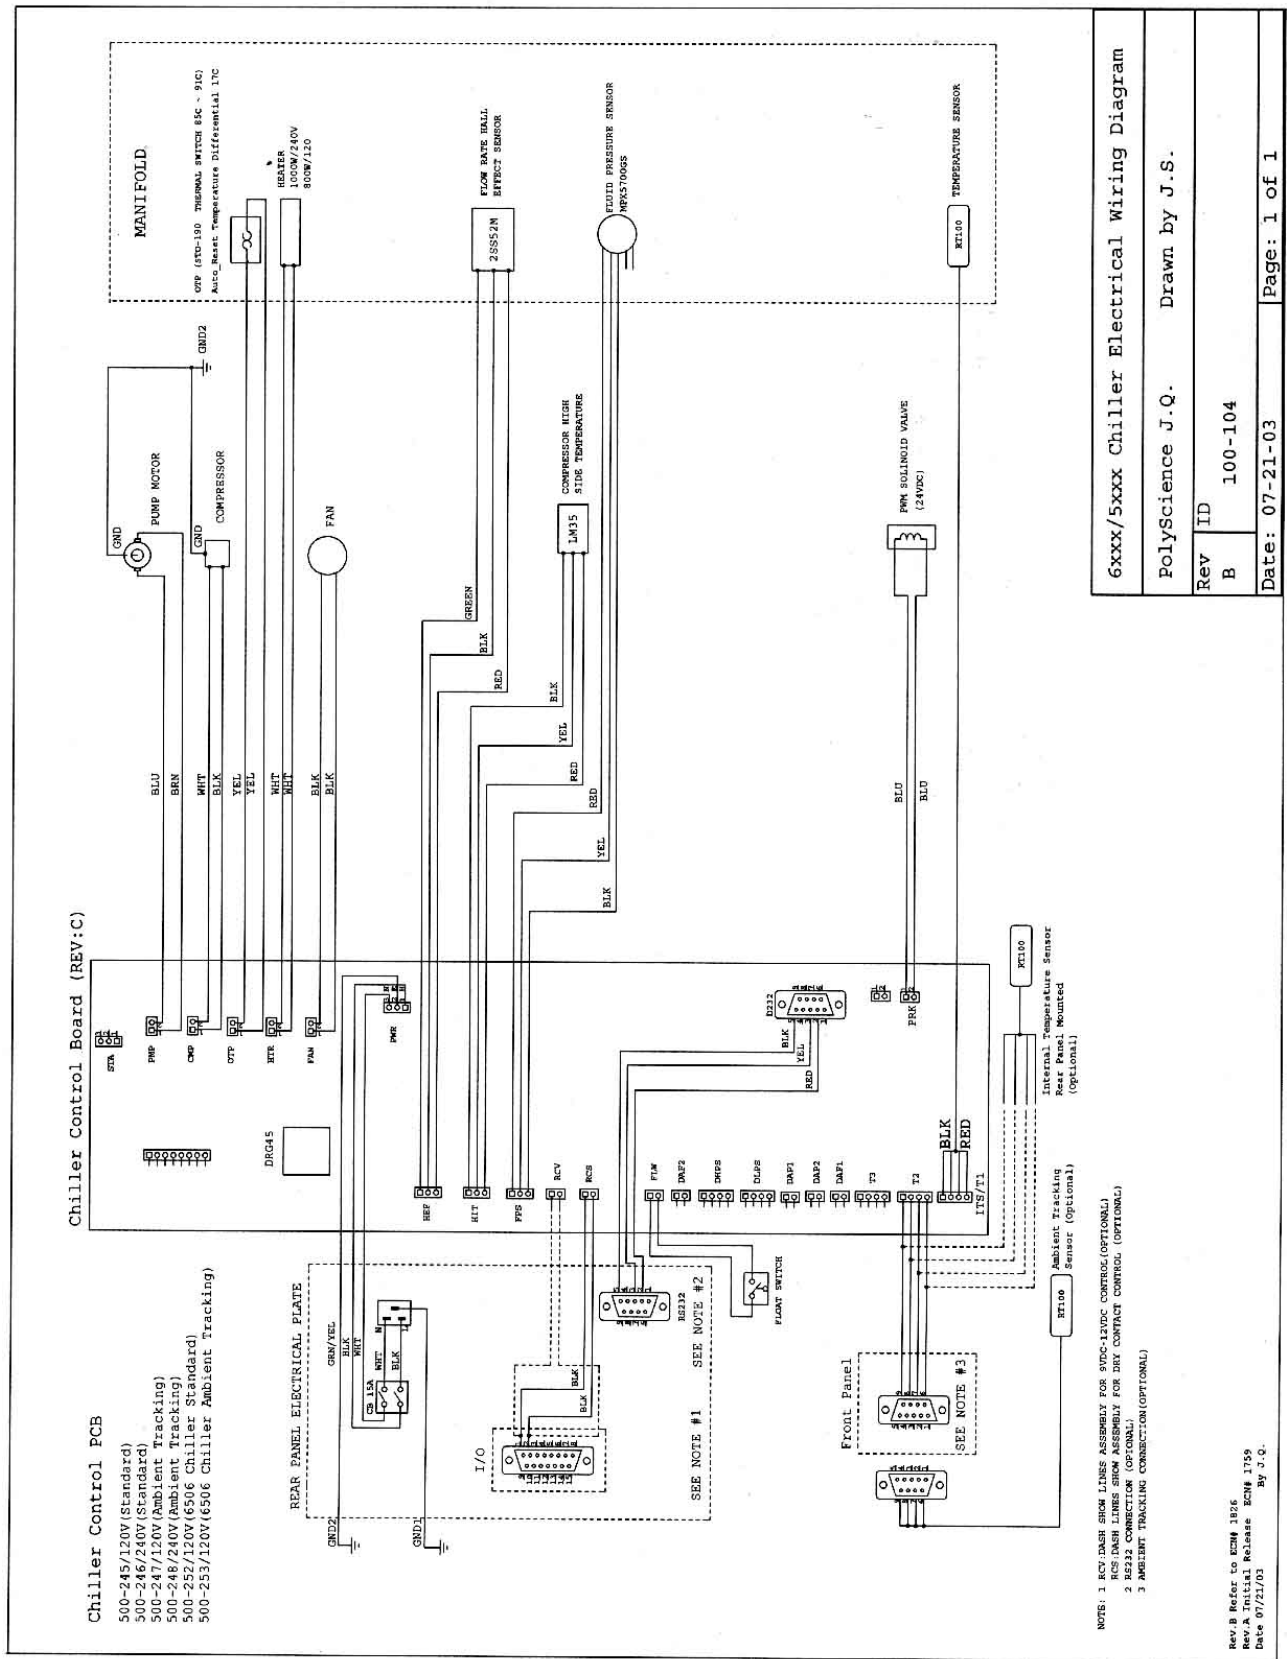 Chiller Control PCB
500-245/120V(Standard)
500-246/240V(Standard)
500-247/120V(Ambient Tracking)
500-248/240V(Ambient Tracking)
500-252/120V(6506 Chiller Standard)
500-253/120V(6506 Chiller Ambient Tracking)
Chiller Control Board (REV:C)
STA
PMP
CMP
OTP
HTR
FAN
PWR
DRG45
BLU
BRN
WHT
BLK
YEL
YEL
WHT
WHT
BLK
BLK
GND
PUMP MOTOR
GND
COMPRESSOR
FAN
GND2
MANIFOLD
OTP (STO-190 THERMAL SWITCH 85C ~ 91C)
Auto_Reset Temperature Differential 17C
HEATER
1000W/240V
800W/120
2SS52M
FLOW RATE HALL
EFFECT SENSOR
FLUID PRESSURE SENSOR
MPX5700GS
RT100
TEMPERATURE SENSOR
GREEN
BLK
RED
BLK
YEL
RED
LM35
COMPRESSOR HIGH
SIDE TEMPERATURE
RED
YEL
BLK
BLU
BLU
PWM SOLINOID VALVE
(24VDC)
REAR PANEL ELECTRICAL PLATE
GND2
GND1
GRN/YEL
BLK
WHT
CB 15A
WHT
BLK
N
L
I/O
BLK
BLK
SEE NOTE #1
SEE NOTE #2
RS232
FLOAT SWITCH
HEF
HIT
FPS
RCV
RCS
FLW
DAF2
DHPS
DLPS
DAP1
DAP2
DAF1
T3
T2
ITS/T1
BLK
RED
D232
BLK
YEL
RED
PRK
Front Panel
SEE NOTE #3
RT100
Ambient Tracking
Sensor (Optional)
RT100
Internal Temperature Sensor
Rear Panel Mounted
(Optional)
NOTE: 1 RCV:DASH SHOW LINES ASSEMBLY FOR 9VDC-12VDC CONTROL(OPTIONAL)
RCS:DASH LINES SHOW ASSEMBLY FOR DRY CONTACT CONTROL (OPTIONAL)
2 RS232 CONNECTION (OPIONAL)
3 AMBIENT TRACKING CONNECTION(OPTIONAL)
Rev.B Refer to ECN# 1826
Rev.A Initial Release ECN# 1759
Date 07/21/03 By J.Q.
6xxx/5xxx Chiller Electrical Wiring Diagram
PolyScience J.Q. Drawn by J.S.
Rev ID
B 100-104
Date: 07-21-03 Page: 1 of 1